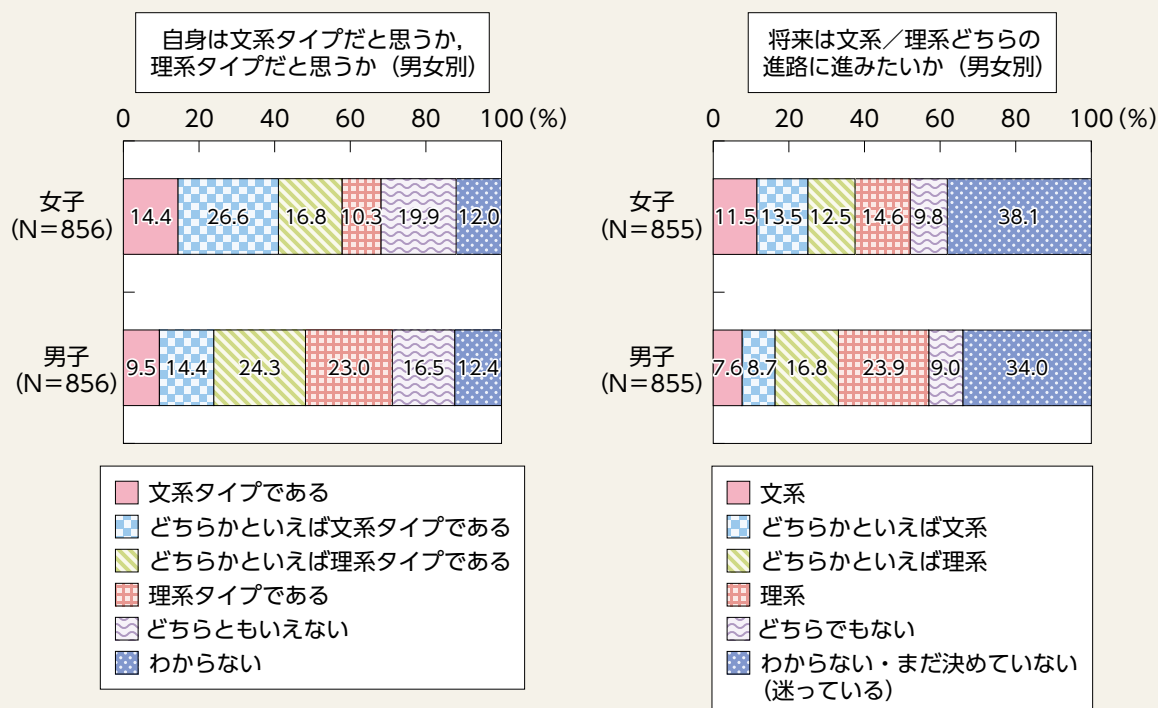 自身は文系タイプだと思うか,
理系タイプだと思うか（男女別）
0 20 40 60 80 100 (%)
女子
(N＝856)
14.4 26.6 16.8 10.3 19.9 12.0
男子
(N＝856)
9.5 14.4 24.3 23.0 16.5 12.4
文系タイプである
どちらかといえば文系タイプである
どちらかといえば理系タイプである
理系タイプである
どちらともいえない
わからない
将来は文系／理系どちらの
進路に進みたいか（男女別）
0 20 40 60 80 100 (%)
女子
(N＝855)
11.5 13.5 12.5 14.6 9.8 38.1
男子
(N＝855)
7.6 8.7 16.8 23.9 9.0 34.0
文系
どちらかといえば文系
どちらかといえば理系
理系
どちらでもない
わからない・まだ決めていない
（迷っている）